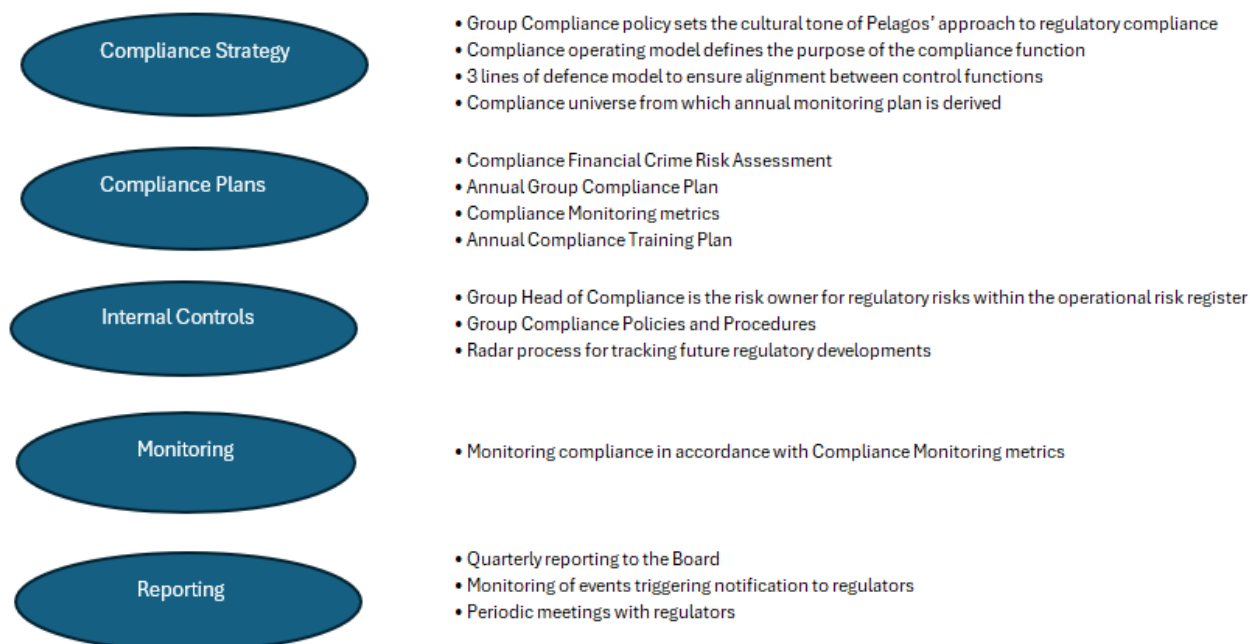 Compliance Strategy
• Group Compliance policy sets the cultural tone of Pelagos’ approach to regulatory compliance
• Compliance operating model defines the purpose of the compliance function
• 3 lines of defence model to ensure alignment between control functions
• Compliance universe from which annual monitoring plan is derived
Compliance Plans
• Compliance Financial Crime Risk Assessment
• Annual Group Compliance Plan
• Compliance Monitoring metrics
• Annual Compliance Training Plan
Internal Controls
• Group Head of Compliance is the risk owner for regulatory risks within the operational risk register
• Group Compliance Policies and Procedures
• Radar process for tracking future regulatory developments
Monitoring
• Monitoring compliance in accordance with Compliance Monitoring metrics
Reporting
• Quarterly reporting to the Board
• Monitoring of events triggering notification to regulators
• Periodic meetings with regulators